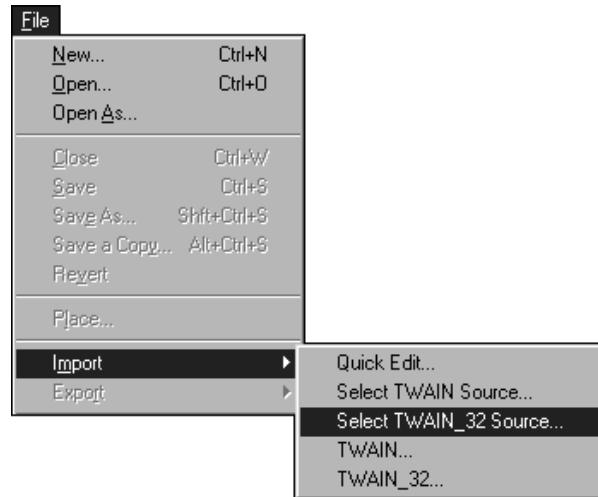 File
New... Ctrl+N
Open... Ctrl+O
Open As...
Close Ctrl+W
Save Ctrl+S
Save As... Shft+Ctrl+S
Save a Copy... Alt+Ctrl+S
Revert
Place...
Import
Export
Quick Edit...
Select TWAIN Source...
Select TWAIN_32 Source...
TWAIN...
TWAIN_32...